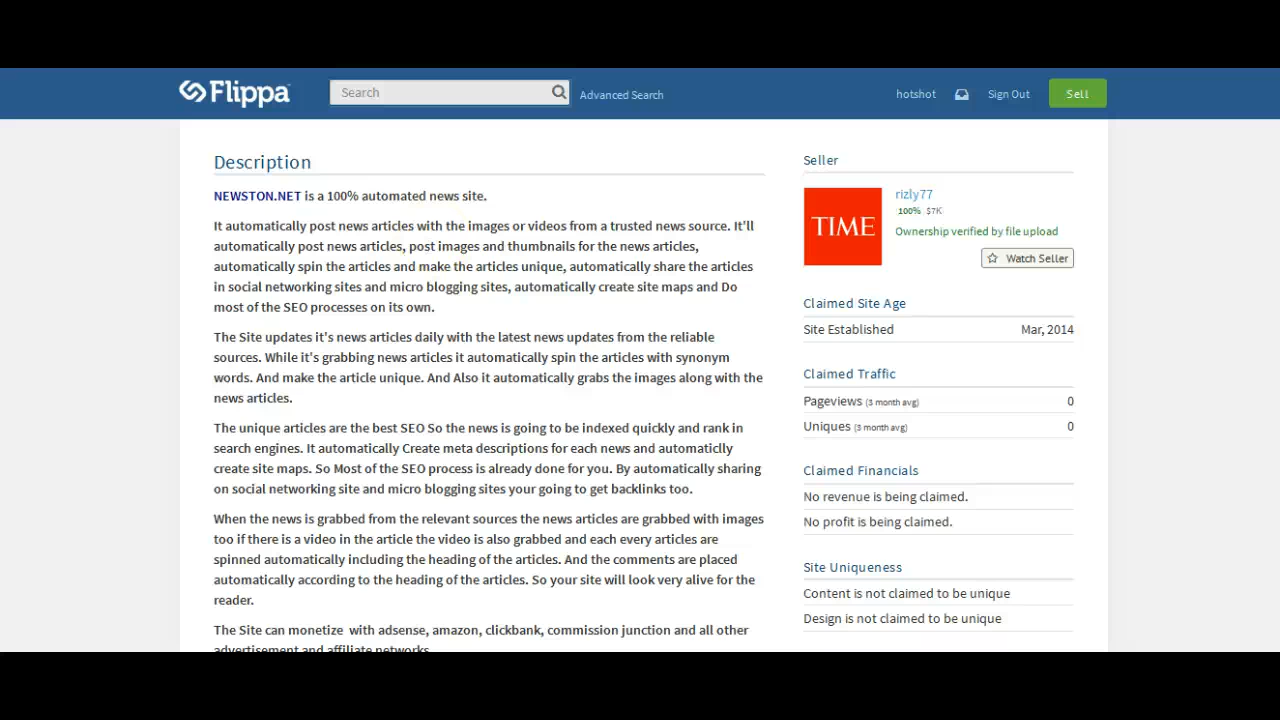 Flippa
Search
Advanced Search
hotshot
Sign Out
Sell
Description
NEWSTON.NET is a 100% automated news site.
It automatically post news articles with the images or videos from a trusted news source. It'll
automatically post news articles, post images and thumbnails for the news articles,
automatically spin the articles and make the articles unique, automatically share the articles
in social networking sites and micro blogging sites, automatically create site maps and Do
most of the SEO processes on its own.
The Site updates it's news articles daily with the latest news updates from the reliable
sources. While it's grabbing news articles it automatically spin the articles with synonym
words. And make the article unique. And Also it automatically grabs the images along with the
news articles.
The unique articles are the best SEO So the news is going to be indexed quickly and rank in
search engines. It automatically Create meta descriptions for each news and automaticlly
create site maps. So Most of the SEO process is already done for you. By automatically sharing
on social networking site and micro blogging sites your going to get backlinks too.
When the news is grabbed from the relevant sources the news articles are grabbed with images
too if there is a video in the article the video is also grabbed and each every articles are
spinned automatically including the heading of the articles. And the comments are placed
automatically according to the heading of the articles. So your site will look very alive for the
reader.
The Site can monetize with adsense, amazon, clickbank, commission junction and all other
advertisement and affiliate networks.
Seller
TIME
rizly77
100% $7K
Ownership verified by file upload
Watch Seller
Claimed Site Age
Site Established Mar, 2014
Claimed Traffic
Pageviews (3 month avg) 0
Uniques (3 month avg) 0
Claimed Financials
No revenue is being claimed.
No profit is being claimed.
Site Uniqueness
Content is not claimed to be unique
Design is not claimed to be unique